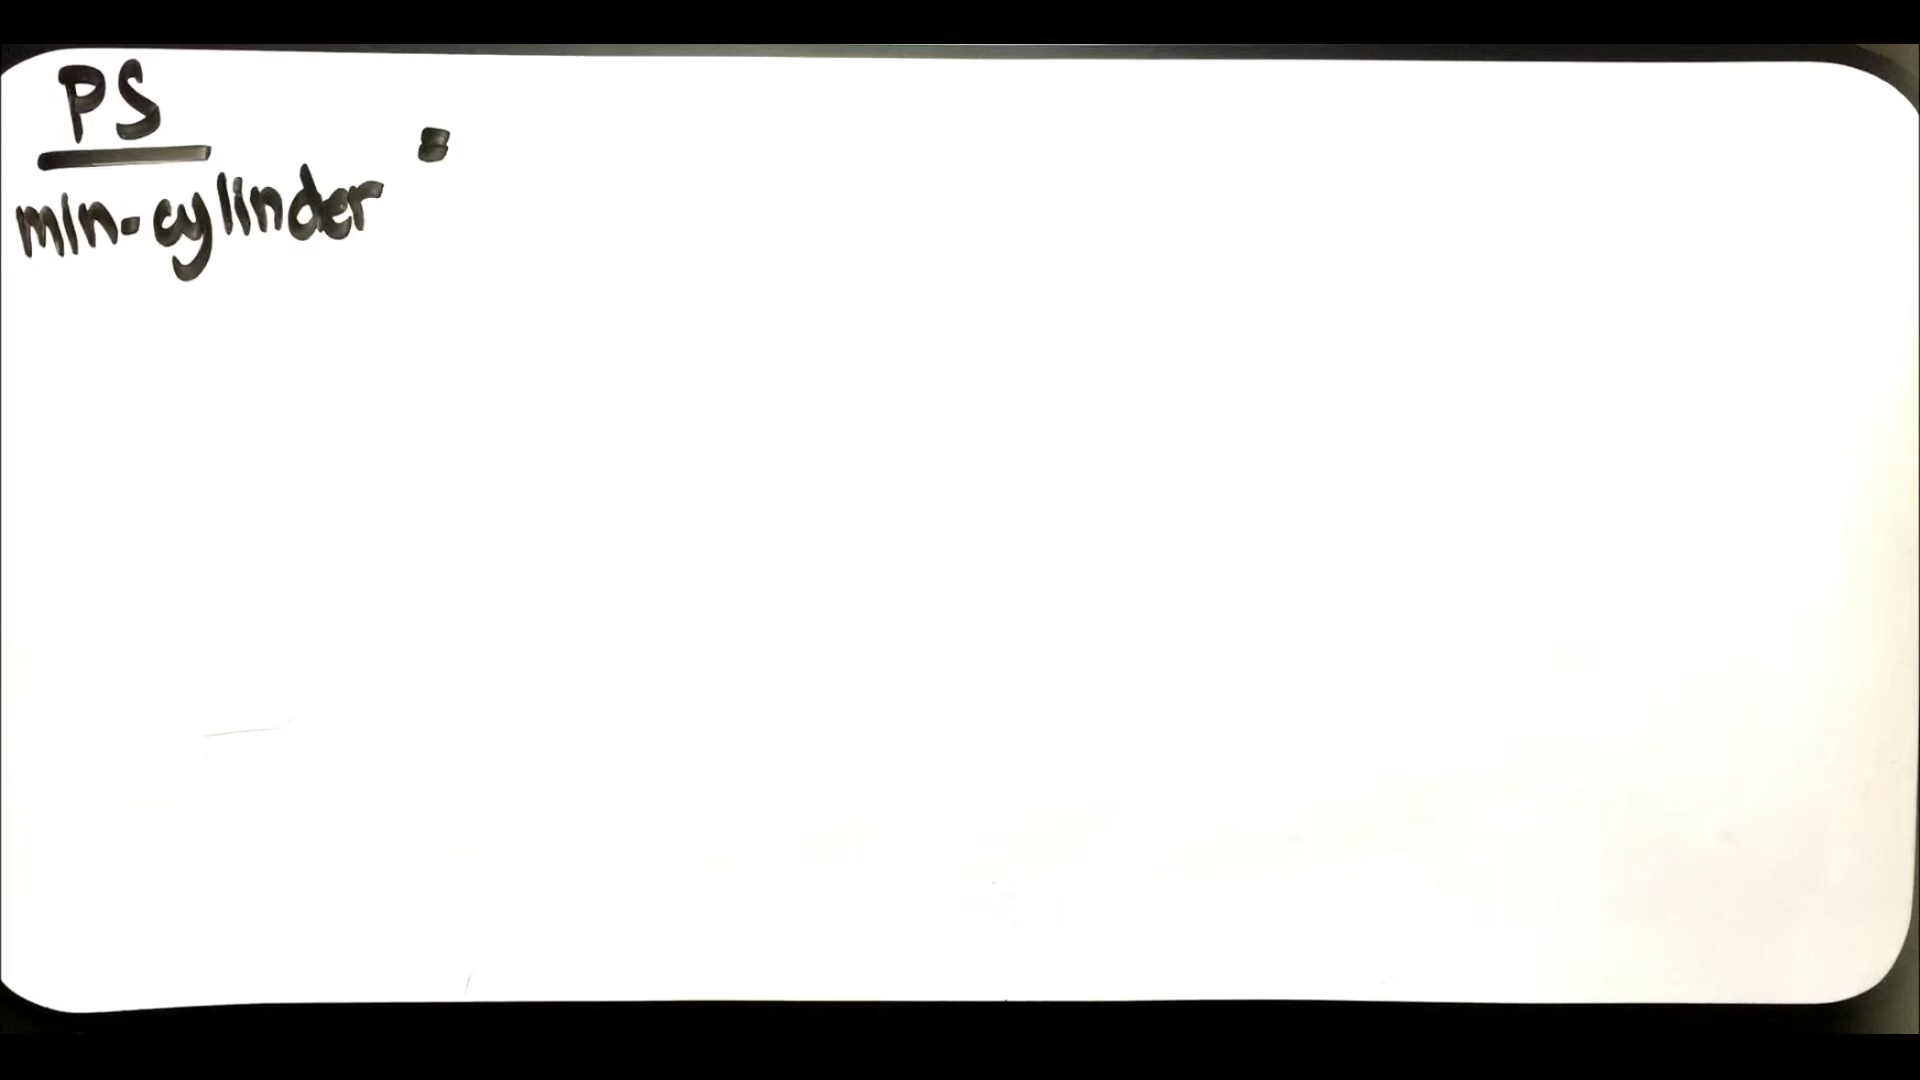 PS
min-cylinder =